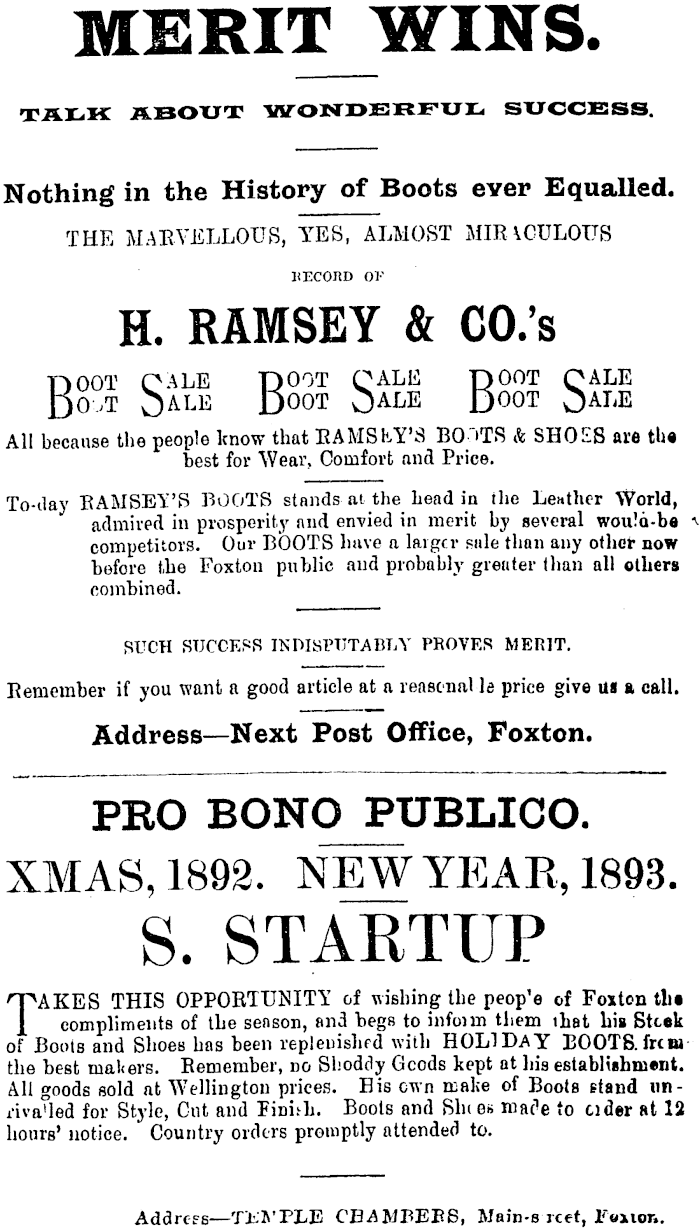 MERIT WINS.
TALK ABOUT WONDERFUL SUCCESS.
Nothing in the History of Boots ever Equalled.
THE MARVELLOUS, YES, ALMOST MIRACULOUS
RECORD OF
H. RAMSEY & CO.'s
BOOT SALE BOOT SALE BOOT SALE
BOOT SALE BOOT SALE BOOT SALE
All because the people know that RAMSEY'S BOOTS & SHOES are the
best for Wear, Comfort and Price.
To-day RAMSEY'S BOOTS stands at the head in the Leather World,
admired in prosperity and envied in merit by several would-be
competitors. Our BOOTS have a larger sale than any other now
before the Foxton public and probably greater than all others
combined.
SUCH SUCCESS INDISPUTABLY PROVES MERIT.
Remember if you want a good article at a reasonable price give us a call.
Address—Next Post Office, Foxton.
PRO BONO PUBLICO.
XMAS, 1892. NEW YEAR, 1893.
S. STARTUP
TAKES THIS OPPORTUNITY of wishing the people of Foxton the
compliments of the season, and begs to inform them that his Stock
of Boots and Shoes has been replenished with HOLIDAY BOOTS from
the best makers. Remember, no Shoddy Goods kept at his establishment.
All goods sold at Wellington prices. His own make of Boots stand un-
rivalled for Style, Cut and Finish. Boots and Shoes made to order at 12
hours' notice. Country orders promptly attended to.
Address—TEMPLE CHAMBERS, Main-street, Foxton.